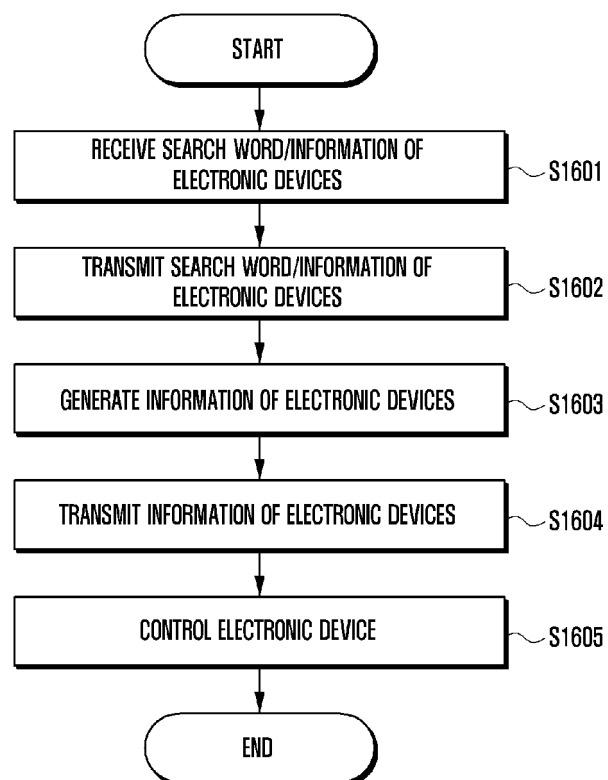 START
RECEIVE SEARCH WORD/INFORMATION OF
ELECTRONIC DEVICES
S1601
TRANSMIT SEARCH WORD/INFORMATION OF
ELECTRONIC DEVICES
S1602
GENERATE INFORMATION OF ELECTRONIC DEVICES
S1603
TRANSMIT INFORMATION OF ELECTRONIC DEVICES
S1604
CONTROL ELECTRONIC DEVICE
S1605
END